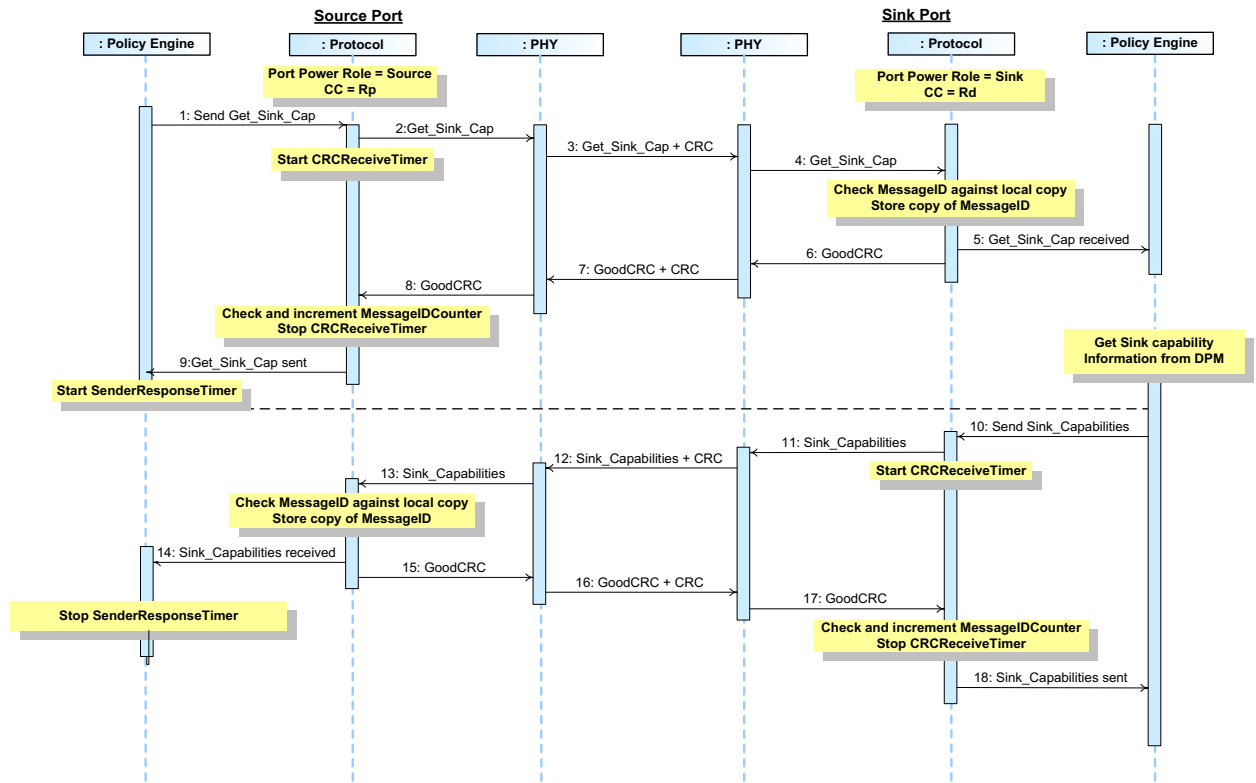 Source Port
Sink Port
: Policy Engine
: Protocol
: PHY
: PHY
: Protocol
: Policy Engine
Port Power Role = Source
CC = Rp
Port Power Role = Sink
CC = Rd
1: Send Get_Sink_Cap
2:Get_Sink_Cap
Start CRCReceiveTimer
3: Get_Sink_Cap + CRC
4: Get_Sink_Cap
Check MessageID against local copy
Store copy of MessageID
5: Get_Sink_Cap received
6: GoodCRC
7: GoodCRC + CRC
8: GoodCRC
Check and increment MessageIDCounter
Stop CRCReceiveTimer
9:Get_Sink_Cap sent
Start SenderResponseTimer
Get Sink capability
Information from DPM
10: Send Sink_Capabilities
11: Sink_Capabilities
Start CRCReceiveTimer
12: Sink_Capabilities + CRC
13: Sink_Capabilities
Check MessageID against local copy
Store copy of MessageID
14: Sink_Capabilities received
15: GoodCRC
16: GoodCRC + CRC
17: GoodCRC
Stop SenderResponseTimer
Check and increment MessageIDCounter
Stop CRCReceiveTimer
18: Sink_Capabilities sent